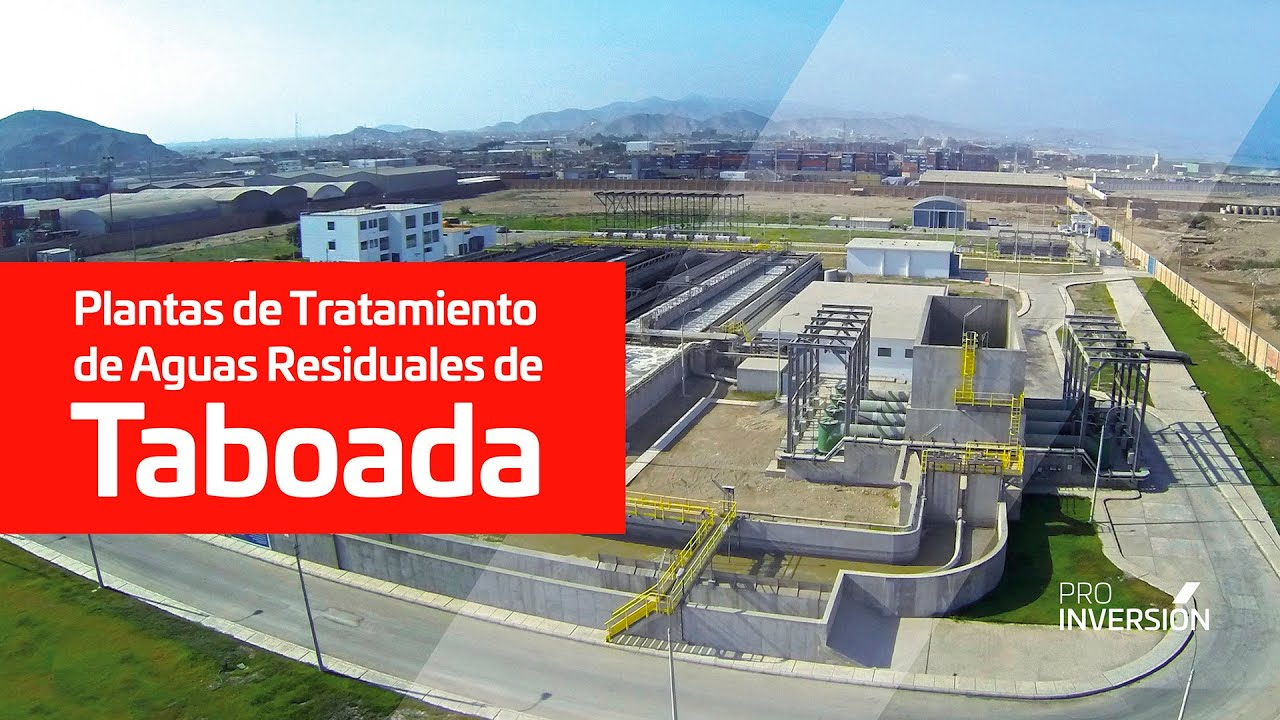 Plantas de Tratamiento
de Aguas Residuales de
Taboada
PRO
INVERSIÓN